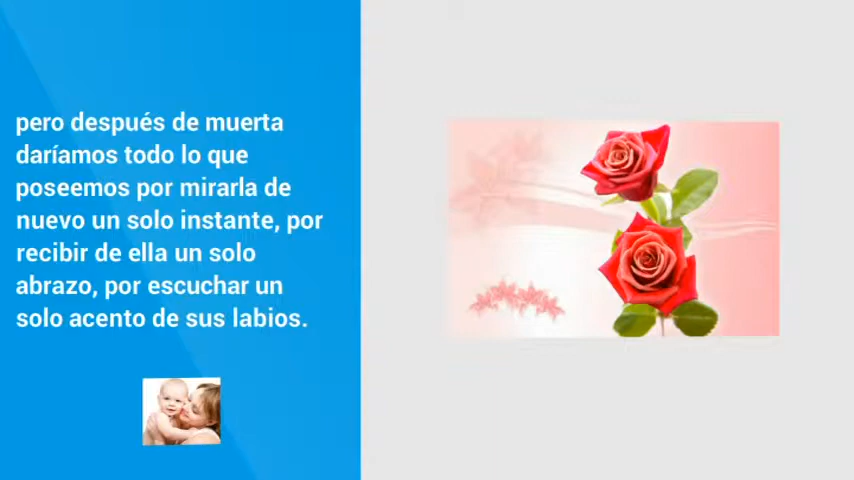 pero después de muerta
daríamos todo lo que
poseemos por mirarla de
nuevo un solo instante, por
recibir de ella un solo
abrazo, por escuchar un
solo acento de sus labios.